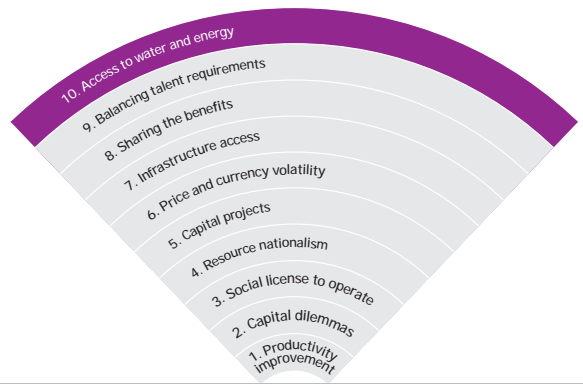 10. Access to water and energy
9. Balancing talent requirements
8. Sharing the benefits
7. Infrastructure access
6. Price and currency volatility
5. Capital projects
4. Resource nationalism
3. Social license to operate
2. Capital dilemmas
1. Productivity
improvement